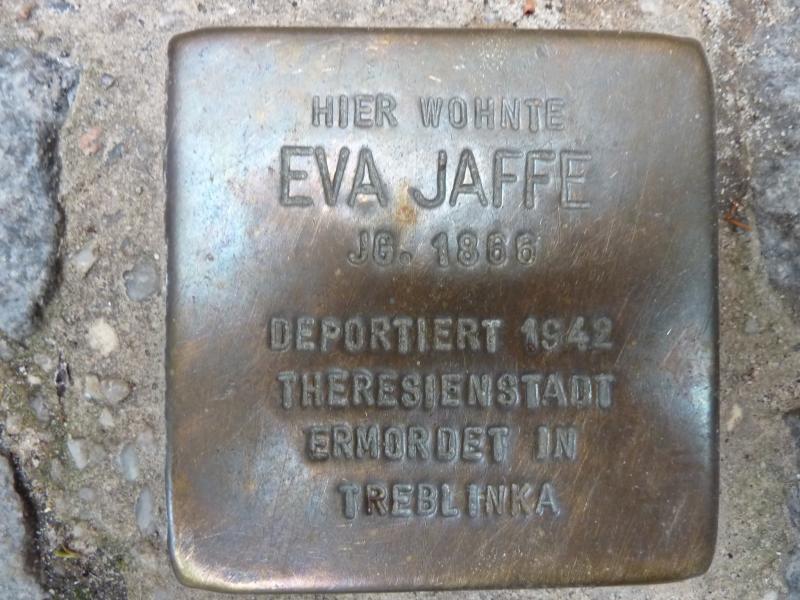 HIER WOHNTE
EVA JAFFE
JG. 1866
DEPORTIERT 1942
THERESIENSTADT
ERMORDET IN
TREBLINKA